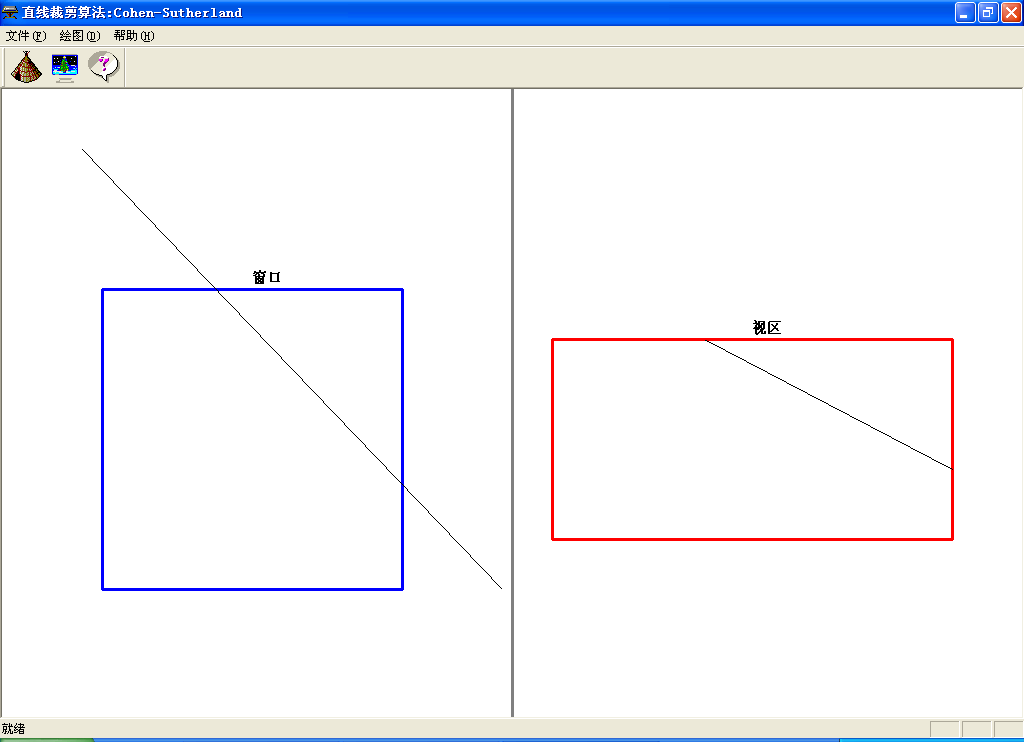 直线裁剪算法:Cohen-Sutherland
文件(F) 绘图(D) 帮助(H)
窗口
视区
就绪